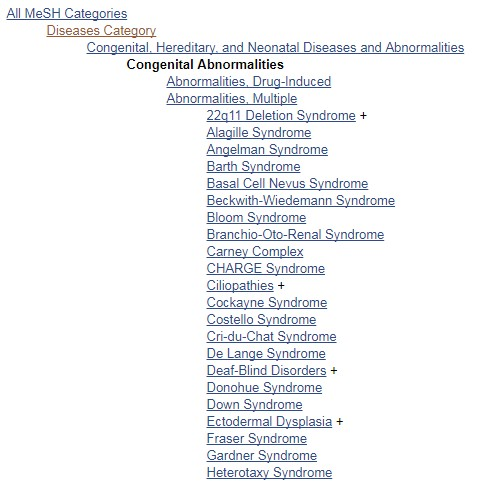 All MeSH Categories
Diseases Category
Congenital, Hereditary, and Neonatal Diseases and Abnormalities
Congenital Abnormalities
Abnormalities, Drug-Induced
Abnormalities, Multiple
22q11 Deletion Syndrome +
Alagille Syndrome
Angelman Syndrome
Barth Syndrome
Basal Cell Nevus Syndrome
Beckwith-Wiedemann Syndrome
Bloom Syndrome
Branchio-Oto-Renal Syndrome
Carney Complex
CHARGE Syndrome
Ciliopathies +
Cockayne Syndrome
Costello Syndrome
Cri-du-Chat Syndrome
De Lange Syndrome
Deaf-Blind Disorders +
Donohue Syndrome
Down Syndrome
Ectodermal Dysplasia +
Fraser Syndrome
Gardner Syndrome
Heterotaxy Syndrome